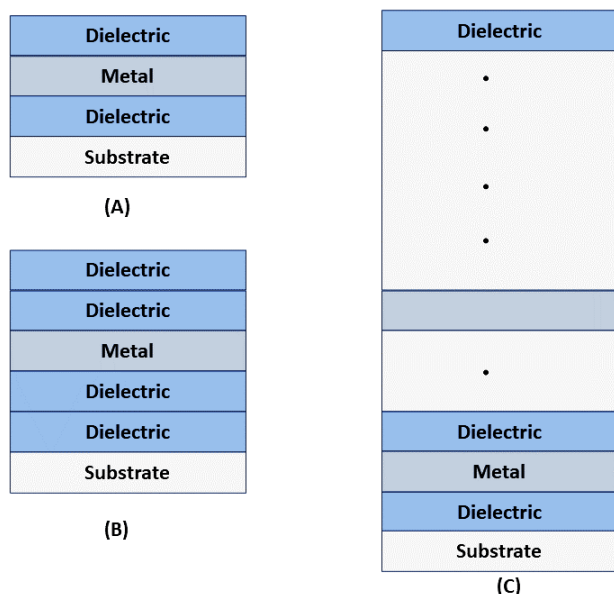 Dielectric
Metal
Dielectric
Substrate
(A)
Dielectric
Dielectric
Metal
Dielectric
Dielectric
Substrate
(B)
Dielectric
Dielectric
Metal
Dielectric
Substrate
(C)